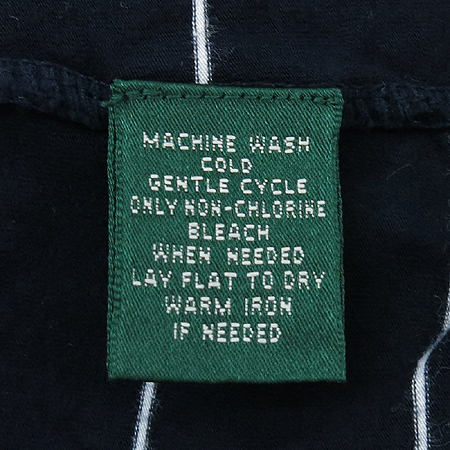 MACHINE WASH
COLD
GENTLE CYCLE
ONLY NON-CHLORINE
BLEACH
WHEN NEEDED
LAY FLAT TO DRY
WARM IRON
IF NEEDED